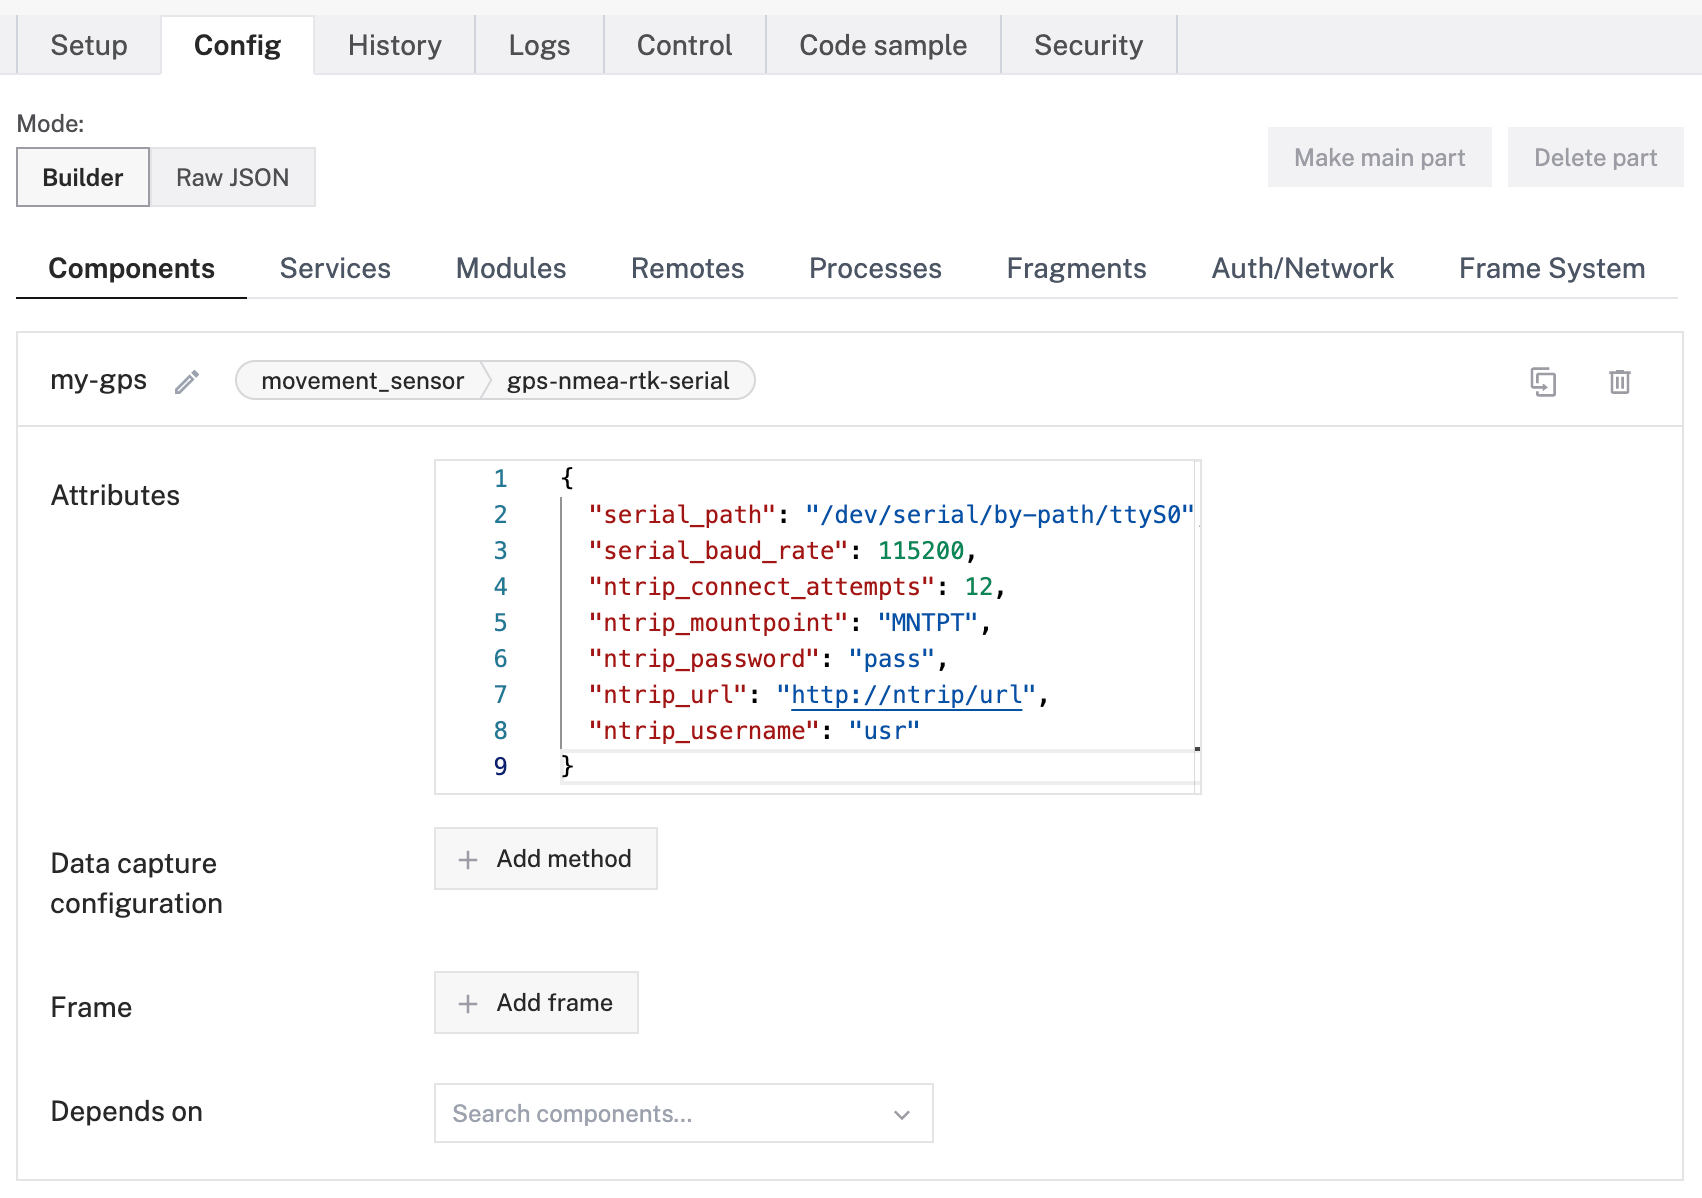 Setup Config History Logs Control Code sample Security
Mode:
Builder Raw JSON Make main part Delete part
Components Services Modules Remotes Processes Fragments Auth/Network Frame System
my-gps movement_sensor gps-nmea-rtk-serial
Attributes
1 {
2 "serial_path": "/dev/serial/by-path/ttyS0",
3 "serial_baud_rate": 115200,
4 "ntrip_connect_attempts": 12,
5 "ntrip_mountpoint": "MNTPT",
6 "ntrip_password": "pass",
7 "ntrip_url": "http://ntrip/url",
8 "ntrip_username": "usr"
9 }
Data capture
configuration
+ Add method
Frame + Add frame
Depends on Search components...